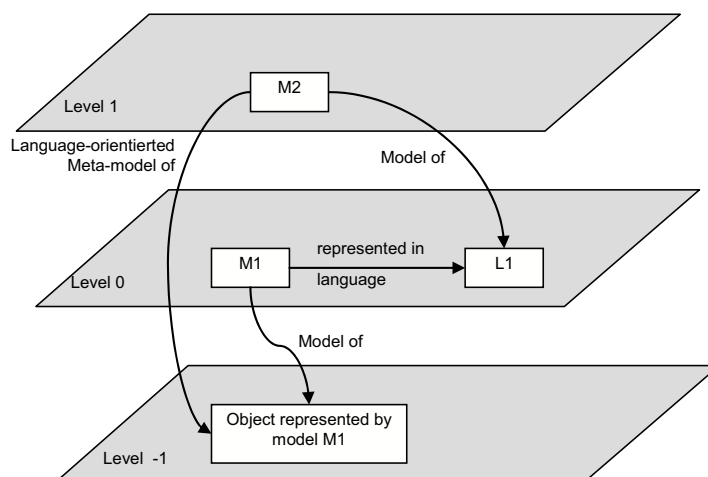 M2
Level 1
Language-orientierted
Meta-model of
Model of
represented in
M1
L1
language
Level 0
Model of
Object represented by
model M1
Level -1